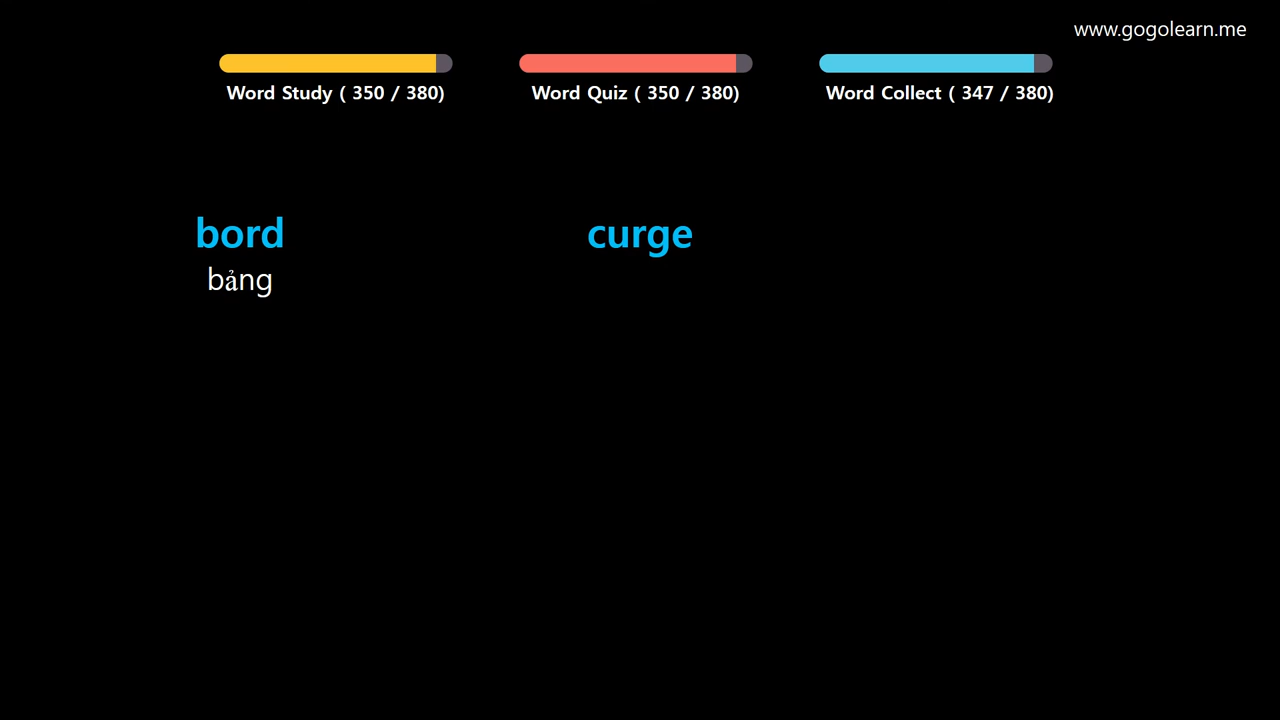 www.gogolearn.me
Word Study ( 350 / 380)
Word Quiz ( 350 / 380)
Word Collect ( 347 / 380)
bord
bảng
curge